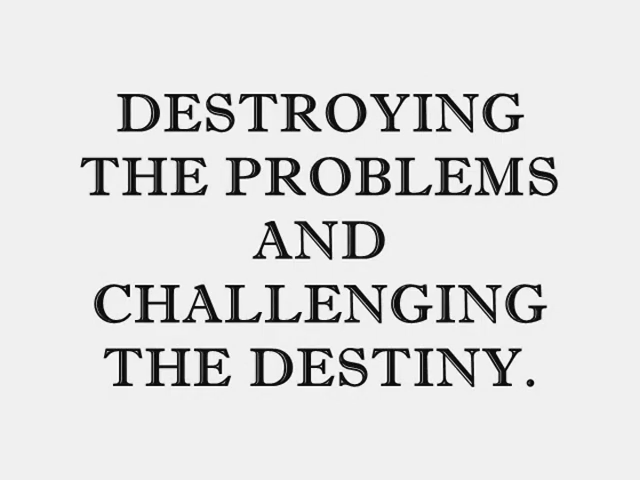 DESTROYING
THE PROBLEMS
AND
CHALLENGING
THE DESTINY.